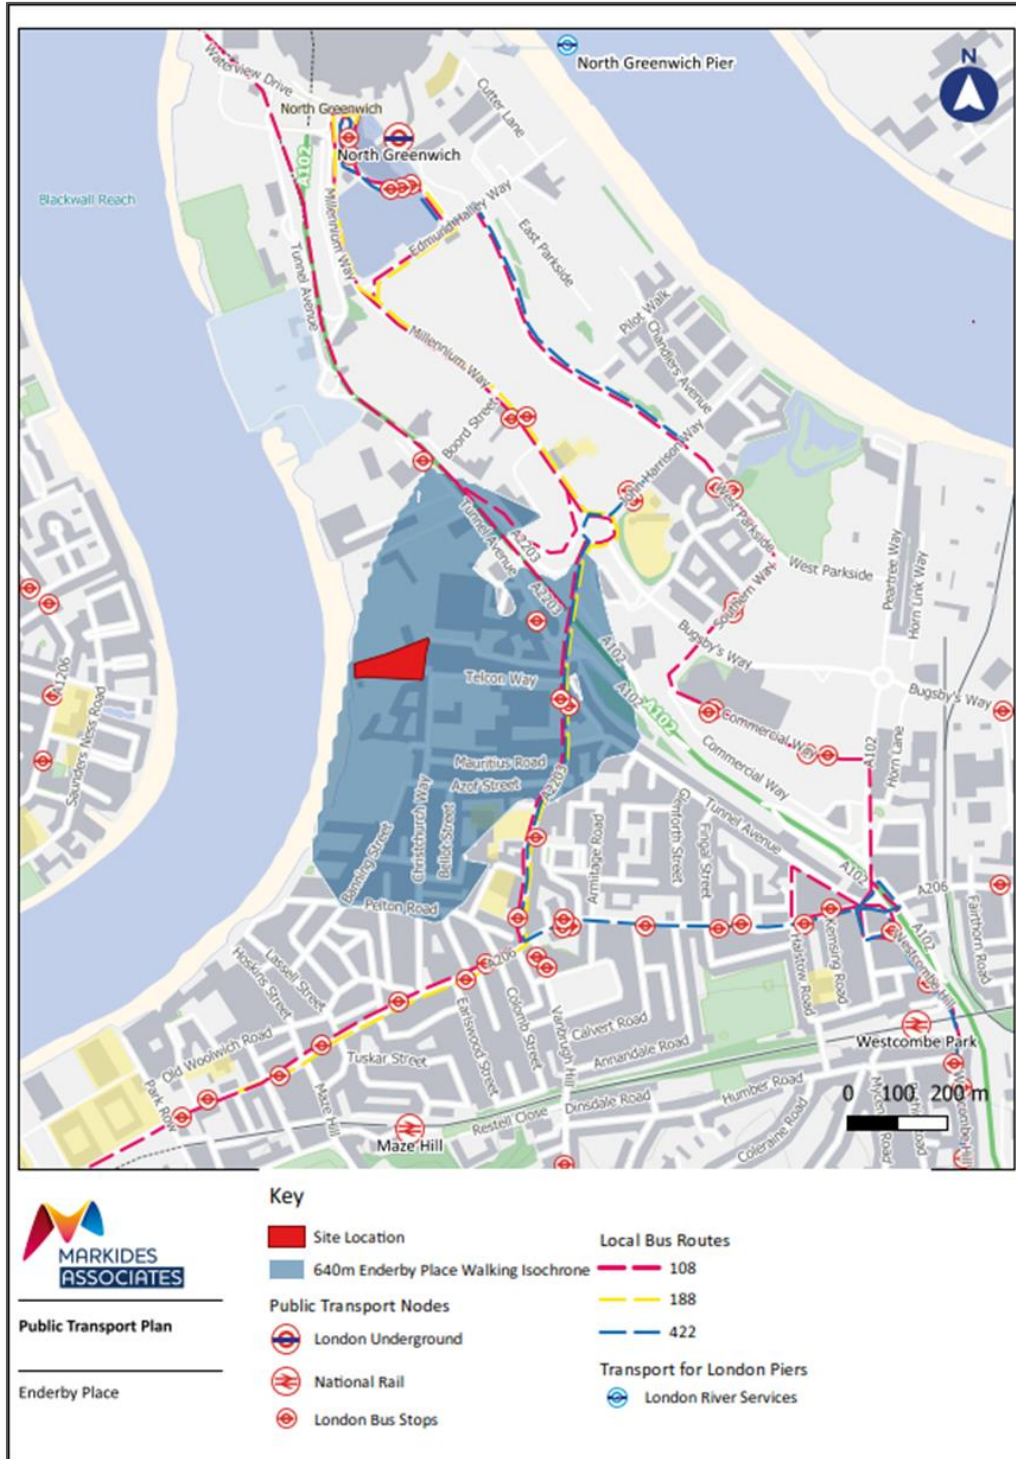 N
North Greenwich Pier
Waterview Drive
Cutter Lane
North Greenwich
North Greenwich
A102
Blackwall Reach
Millennium Way
Edmund Halley Way
East Parkside
Tunnel Avenue
Pilot Walk
Chandlers Avenue
Millennium Way
Boord Street
John Harrison Way
West Parkside
Tunnel Avenue
A2203
West Parkside
Peartree Way
Horn Link Way
Southern Way
A2203
A1206
Saunders Ness Road
Telcon Way
A102
Bugsby's Way
A102
A102
Bugsby's Way
Commercial Way
Commercial Way
A102
Horn Lane
Mauritius Road
Azof Street
A2203
Christchurch Way
Billet Street
Banning Street
Armitage Road
Glenforth Street
Fingal Street
Tunnel Avenue
A102
A206
Pelton Road
Halstow Road
Kemsing Road
A102
Westcombe Hill
Fairthorn Road
Lassell Street
Hoskins Street
A206
Earlswood Street
Colomb Street
Vanbrugh Hill
Calvert Road
Annandale Road
Westcombe Park
Old Woolwich Road
Tuskar Street
Park Row
Maze Hill
Maze Hill
Restell Close
Dinsdale Road
Humber Road
Coleraine Road
Westcombe Hill
0 100 200 m
MARKIDES
ASSOCIATES
Public Transport Plan
Enderby Place
Key
Site Location
640m Enderby Place Walking Isochrone
Public Transport Nodes
London Underground
National Rail
London Bus Stops
Local Bus Routes
108
188
422
Transport for London Piers
London River Services